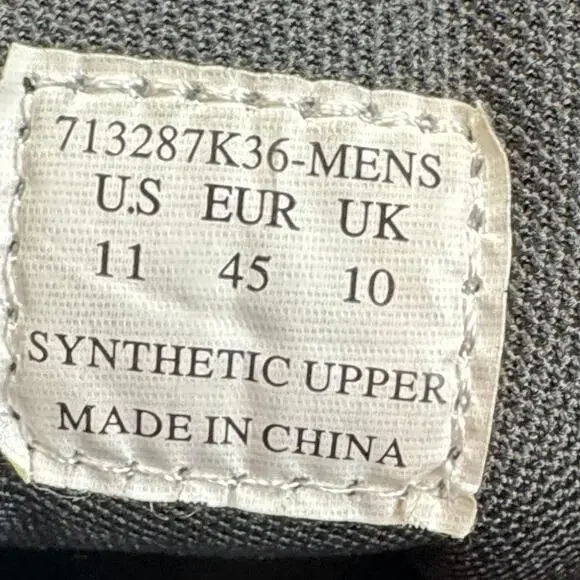 713287K36-MENS
U.S EUR UK
11 45 10
SYNTHETIC UPPER
MADE IN CHINA